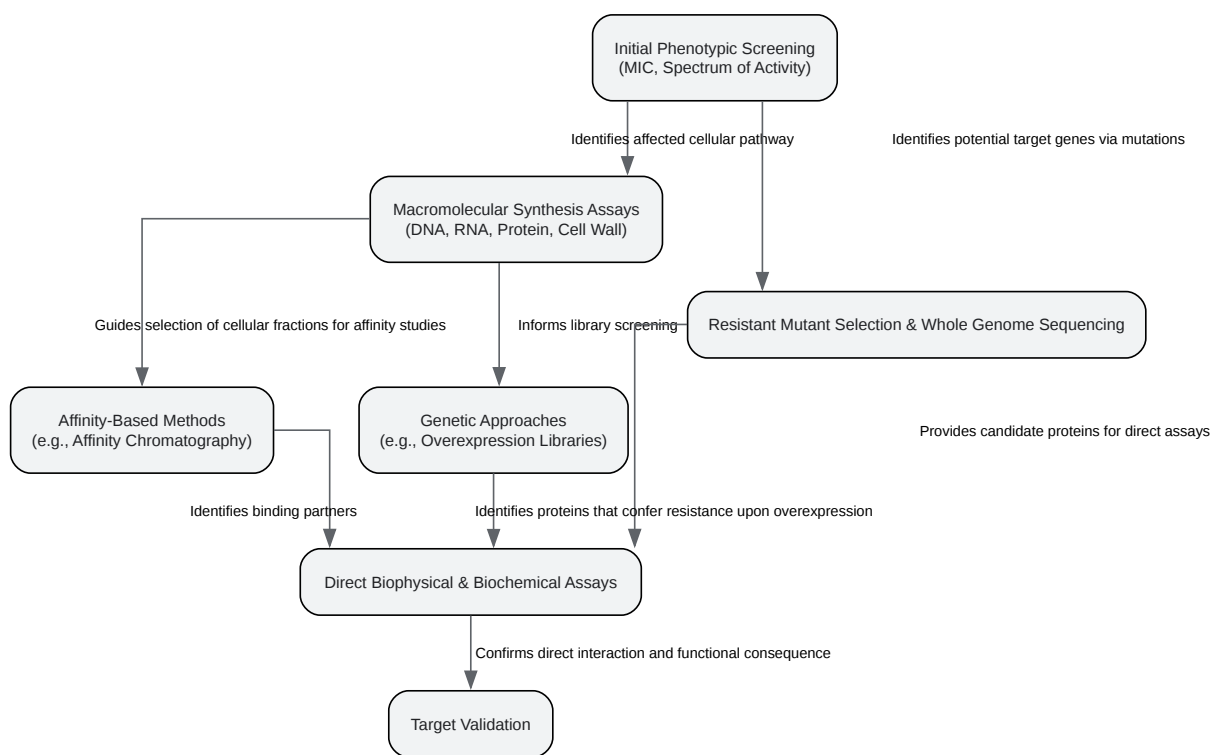 Initial Phenotypic Screening
(MIC, Spectrum of Activity)
Identifies affected cellular pathway
Identifies potential target genes via mutations
Macromolecular Synthesis Assays
(DNA, RNA, Protein, Cell Wall)
Guides selection of cellular fractions for affinity studies
Informs library screening
Resistant Mutant Selection & Whole Genome Sequencing
Affinity-Based Methods
(e.g., Affinity Chromatography)
Genetic Approaches
(e.g., Overexpression Libraries)
Provides candidate proteins for direct assays
Identifies binding partners
Identifies proteins that confer resistance upon overexpression
Direct Biophysical & Biochemical Assays
Confirms direct interaction and functional consequence
Target Validation